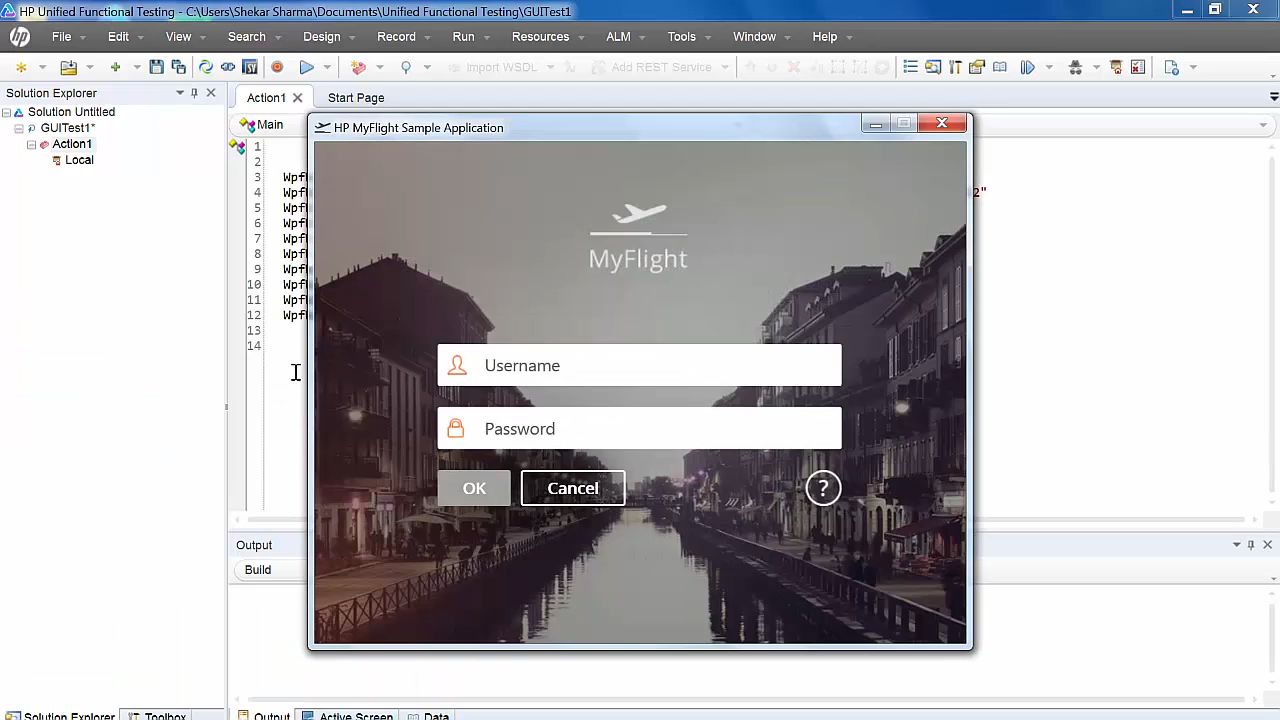 HP Unified Functional Testing - C:\Users\Shekar Sharma\Documents\Unified Functional Testing\GUITest1
hp File Edit View Search Design Record Run Resources ALM Tools Window Help
Import WSDL Add REST Service
Solution Explorer
Solution Untitled
GUITest1*
Action1
Local
Action1 Start Page
Main
1
2
3 Wpf
4 Wpf 2"
5 Wpf
6 Wpf
7 Wpf
8 Wpf
9 Wpf
10 Wpf
11 Wpf
12 Wpf
13
14
HP MyFlight Sample Application
MyFlight
Username
Password
OK Cancel ?
Output
Build
Solution Explorer Toolbox Output Active Screen Data